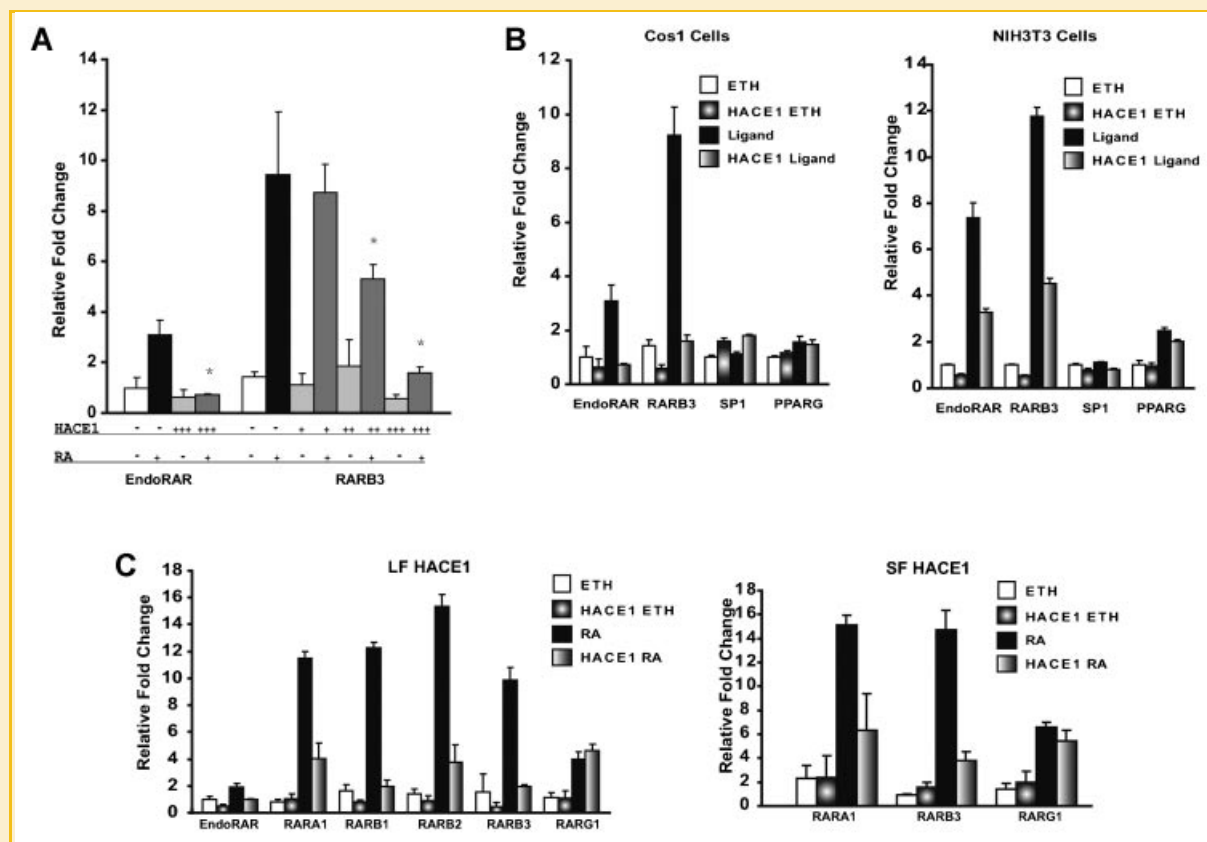 A
Relative Fold Change
14
12
10
8
6
4
2
0
*
*
*
HACE1 - - +++ +++ - - + + ++ ++ +++ +++
RA - + - + - + - + - + - +
EndoRAR RARB3
B
Cos1 Cells
Relative Fold Change
12
10
8
6
4
2
0
ETH
HACE1 ETH
Ligand
HACE1 Ligand
EndoRAR RARB3 SP1 PPARG
NIH3T3 Cells
Relative Fold Change
14
12
10
8
6
4
2
0
ETH
HACE1 ETH
Ligand
HACE1 Ligand
EndoRAR RARB3 SP1 PPARG
C
LF HACE1
Relative Fold Change
18
16
14
12
10
8
6
4
2
0
ETH
HACE1 ETH
RA
HACE1 RA
EndoRAR RARA1 RARB1 RARB2 RARB3 RARG1
SF HACE1
Relative Fold Change
18
16
14
12
10
8
6
4
2
0
ETH
HACE1 ETH
RA
HACE1 RA
RARA1 RARB3 RARG1